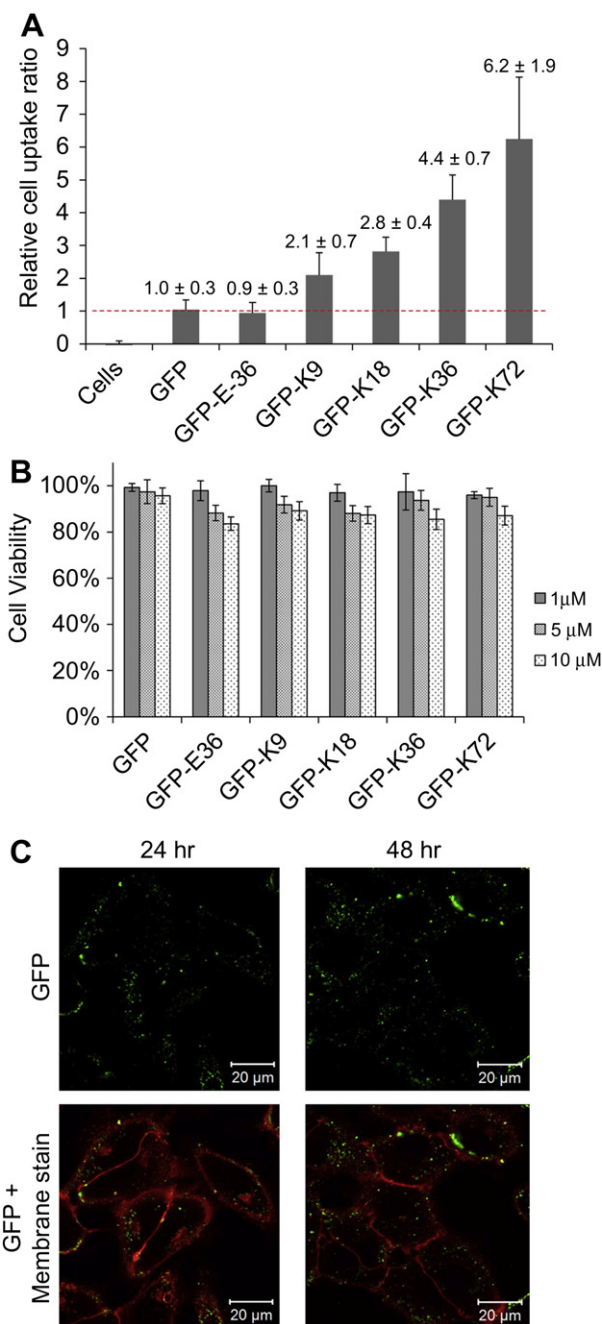 A
Relative cell uptake ratio
9
8
7
6
5
4
3
2
1
0
1.0 ± 0.3
0.9 ± 0.3
2.1 ± 0.7
2.8 ± 0.4
4.4 ± 0.7
6.2 ± 1.9
Cells
GFP
GFP-E-36
GFP-K9
GFP-K18
GFP-K36
GFP-K72
B
Cell Viability
100%
80%
60%
40%
20%
0%
GFP
GFP-E36
GFP-K9
GFP-K18
GFP-K36
GFP-K72
1µM
5 µM
10 µM
C
24 hr
48 hr
GFP
20 µm
20 µm
GFP +
Membrane stain
20 µm
20 µm